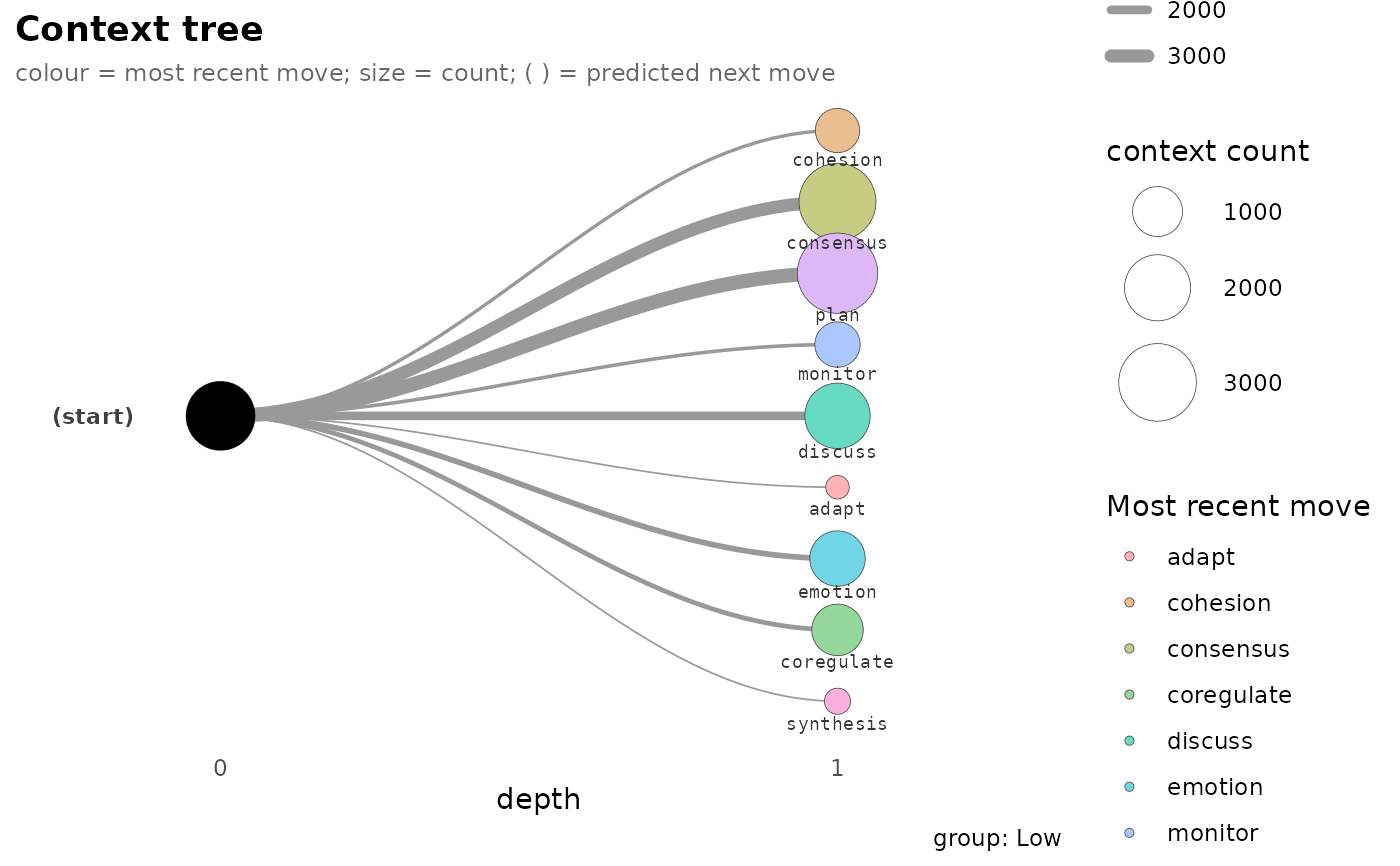 Context tree
colour = most recent move; size = count; ( ) = predicted next move
2000
3000
context count
1000
2000
3000
Most recent move
adapt
cohesion
consensus
coregulate
discuss
emotion
monitor
(start)
cohesion
consensus
plan
monitor
discuss
adapt
emotion
coregulate
synthesis
0
1
depth
group: Low